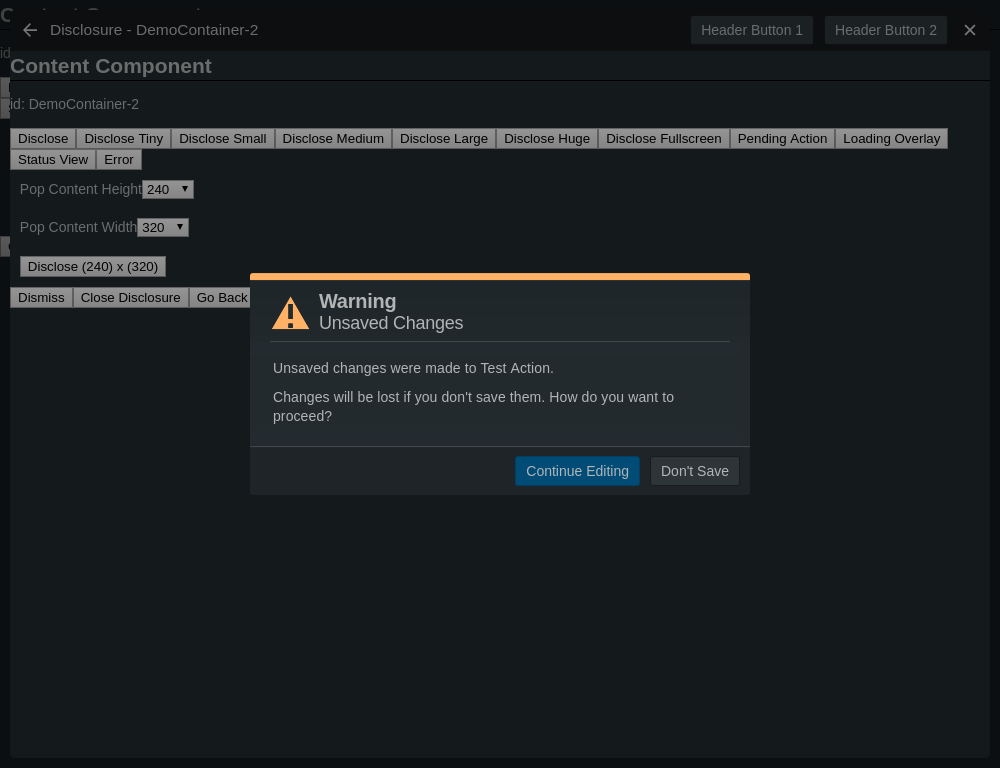 Disclosure - DemoContainer-2
Header Button 1
Header Button 2
Content Component
id: DemoContainer-2
Disclose
Disclose Tiny
Disclose Small
Disclose Medium
Disclose Large
Disclose Huge
Disclose Fullscreen
Pending Action
Loading Overlay
Status View
Error
Pop Content Height 240
Pop Content Width 320
Disclose (240) x (320)
Dismiss
Close Disclosure
Go Back
Warning
Unsaved Changes
Unsaved changes were made to Test Action.
Changes will be lost if you don't save them. How do you want to
proceed?
Continue Editing
Don't Save